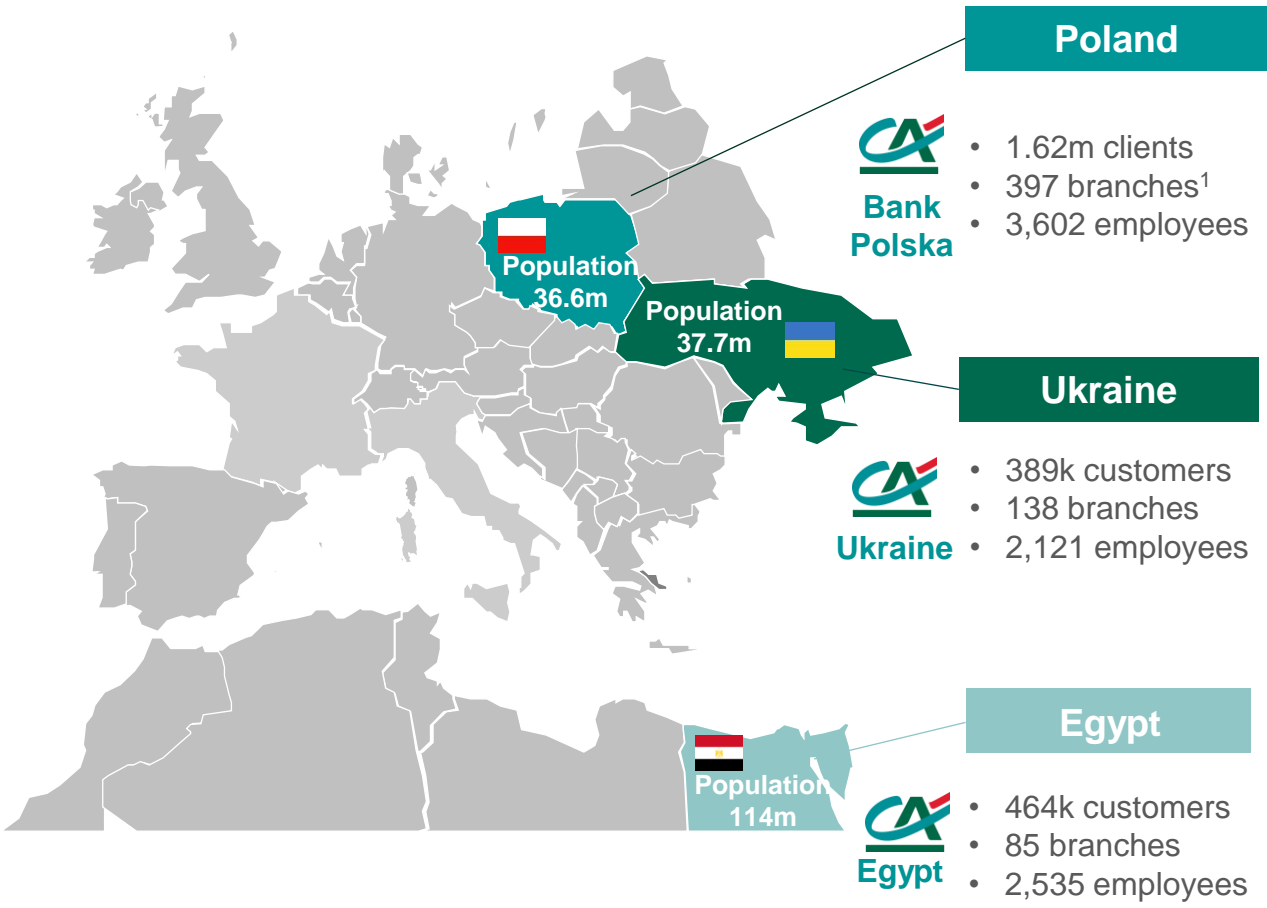 Poland
Bank
Polska
• 1.62m clients
• 397 branches¹
• 3,602 employees
Population
36.6m
Population
37.7m
Ukraine
Ukraine
• 389k customers
• 138 branches
• 2,121 employees
Egypt
Population
114m
Egypt
• 464k customers
• 85 branches
• 2,535 employees